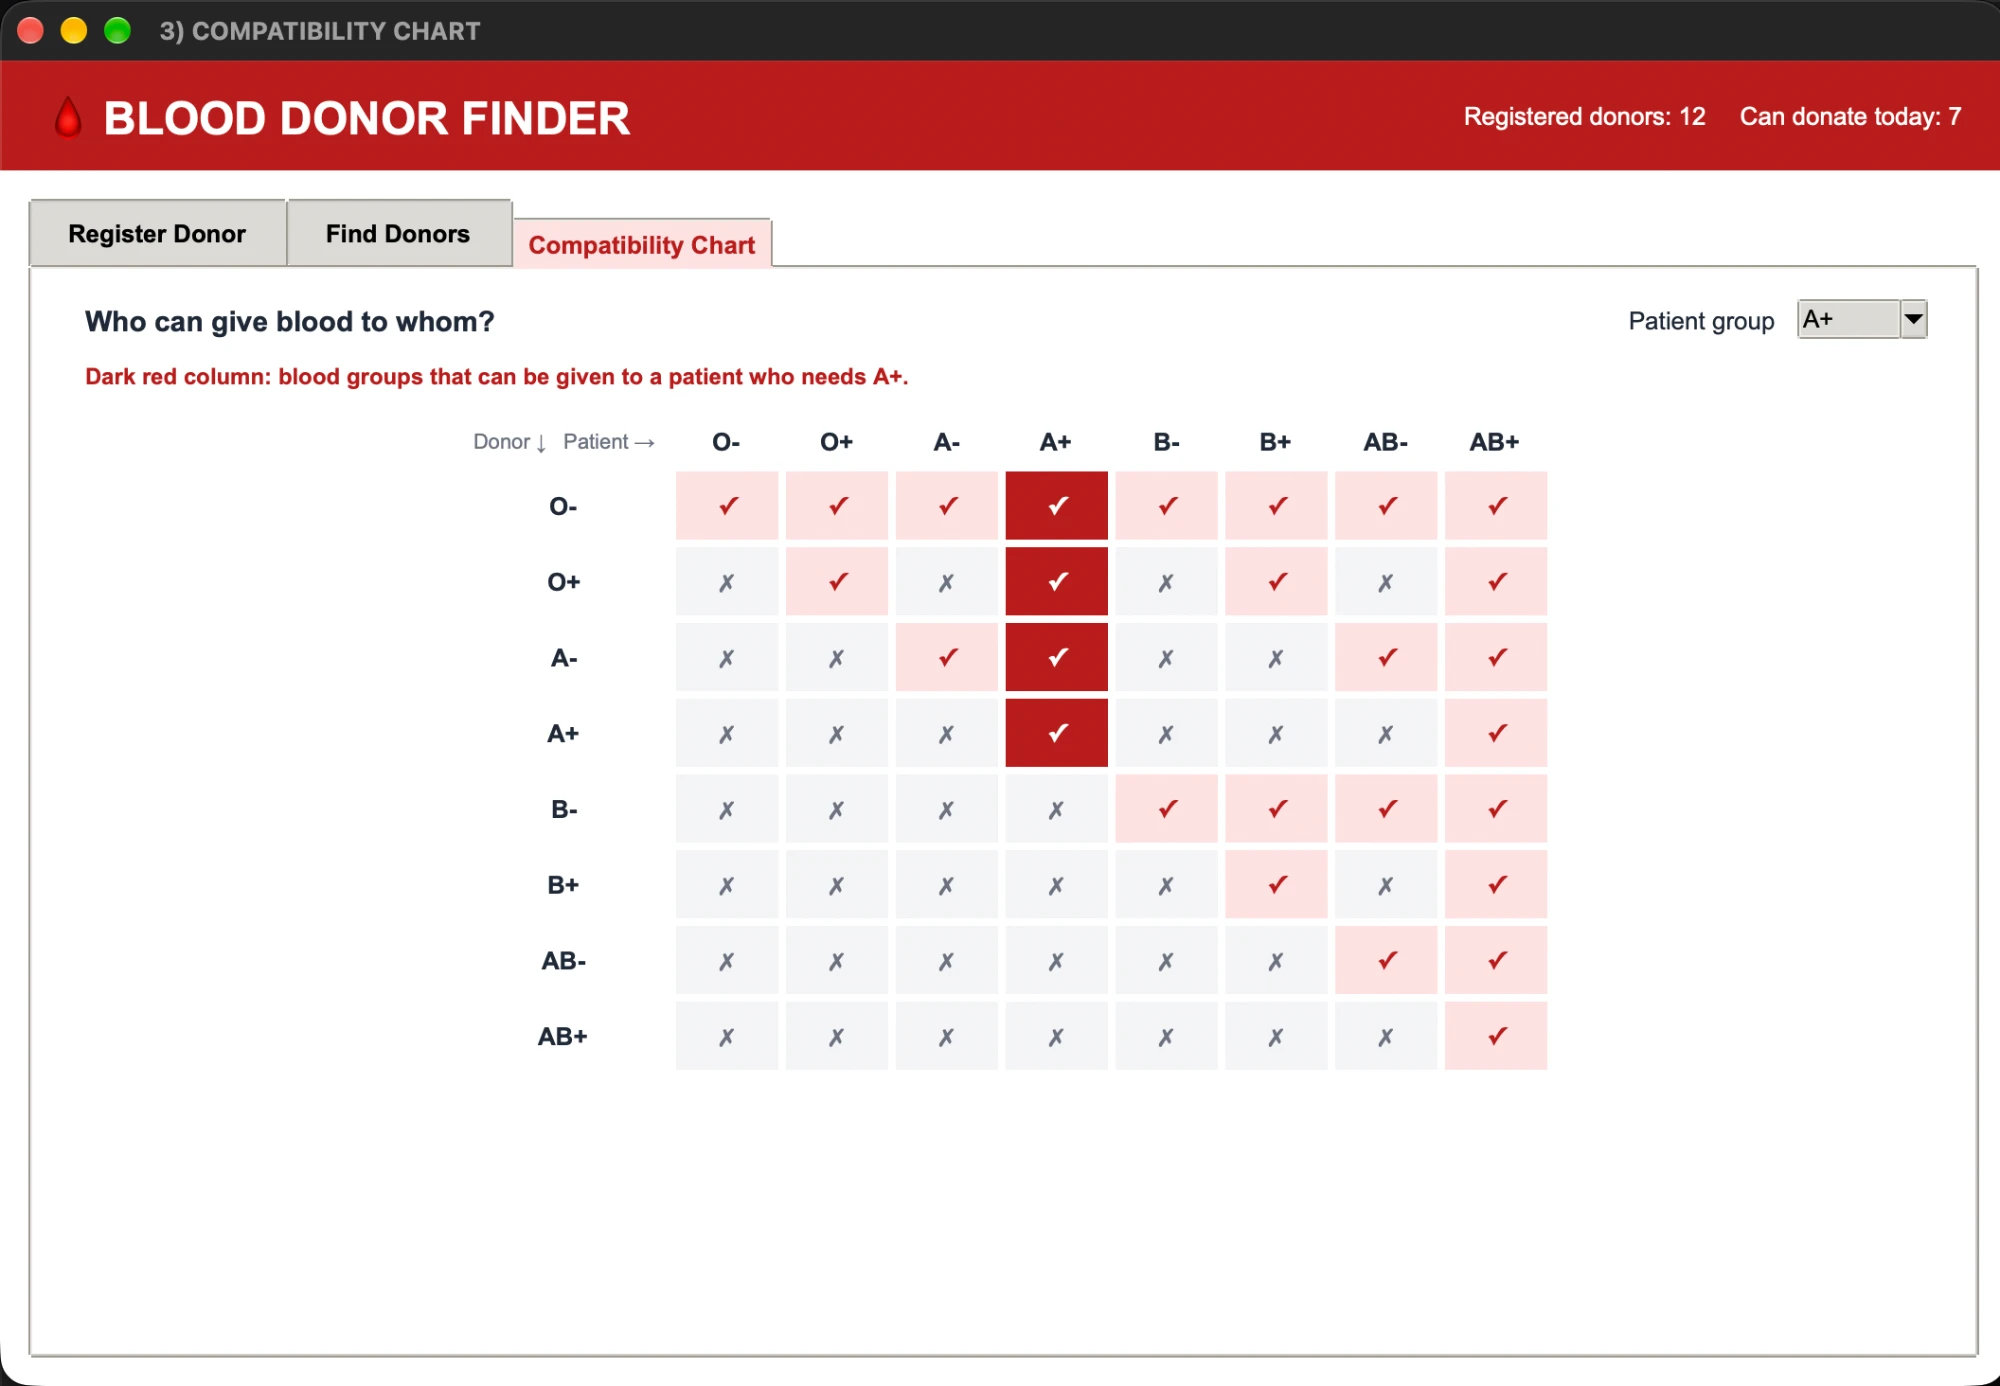 3) COMPATIBILITY CHART
BLOOD DONOR FINDER
Registered donors: 12 Can donate today: 7
Register Donor Find Donors Compatibility Chart
Who can give blood to whom? Patient group A+
Dark red column: blood groups that can be given to a patient who needs A+.
Donor ↓ Patient → O- O+ A- A+ B- B+ AB- AB+
O- ✓ ✓ ✓ ✓ ✓ ✓ ✓ ✓
O+ ✗ ✓ ✗ ✓ ✗ ✓ ✗ ✓
A- ✗ ✗ ✓ ✓ ✗ ✗ ✓ ✓
A+ ✗ ✗ ✗ ✓ ✗ ✗ ✗ ✓
B- ✗ ✗ ✗ ✗ ✓ ✓ ✓ ✓
B+ ✗ ✗ ✗ ✗ ✗ ✓ ✗ ✓
AB- ✗ ✗ ✗ ✗ ✗ ✗ ✓ ✓
AB+ ✗ ✗ ✗ ✗ ✗ ✗ ✗ ✓